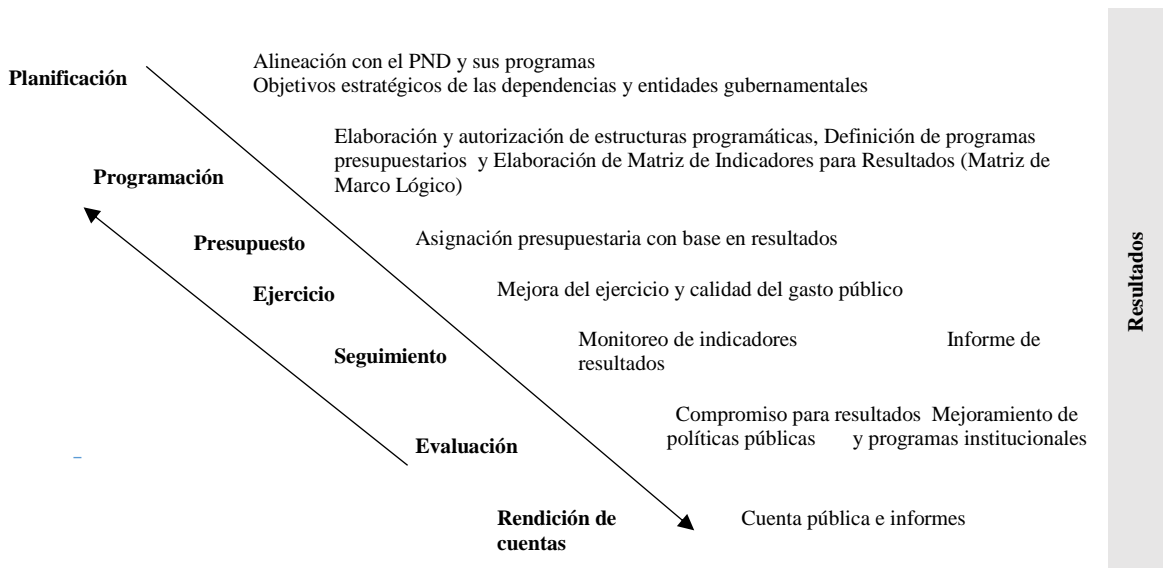 Planificación
Alineación con el PND y sus programas
Objetivos estratégicos de las dependencias y entidades gubernamentales
Programación
Elaboración y autorización de estructuras programáticas, Definición de programas
presupuestarios y Elaboración de Matriz de Indicadores para Resultados (Matriz de
Marco Lógico)
Presupuesto
Asignación presupuestaria con base en resultados
Ejercicio
Mejora del ejercicio y calidad del gasto público
Seguimiento
Monitoreo de indicadores Informe de
resultados
Evaluación
Compromiso para resultados Mejoramiento de
políticas públicas y programas institucionales
Rendición de
cuentas
Cuenta pública e informes
Resultados